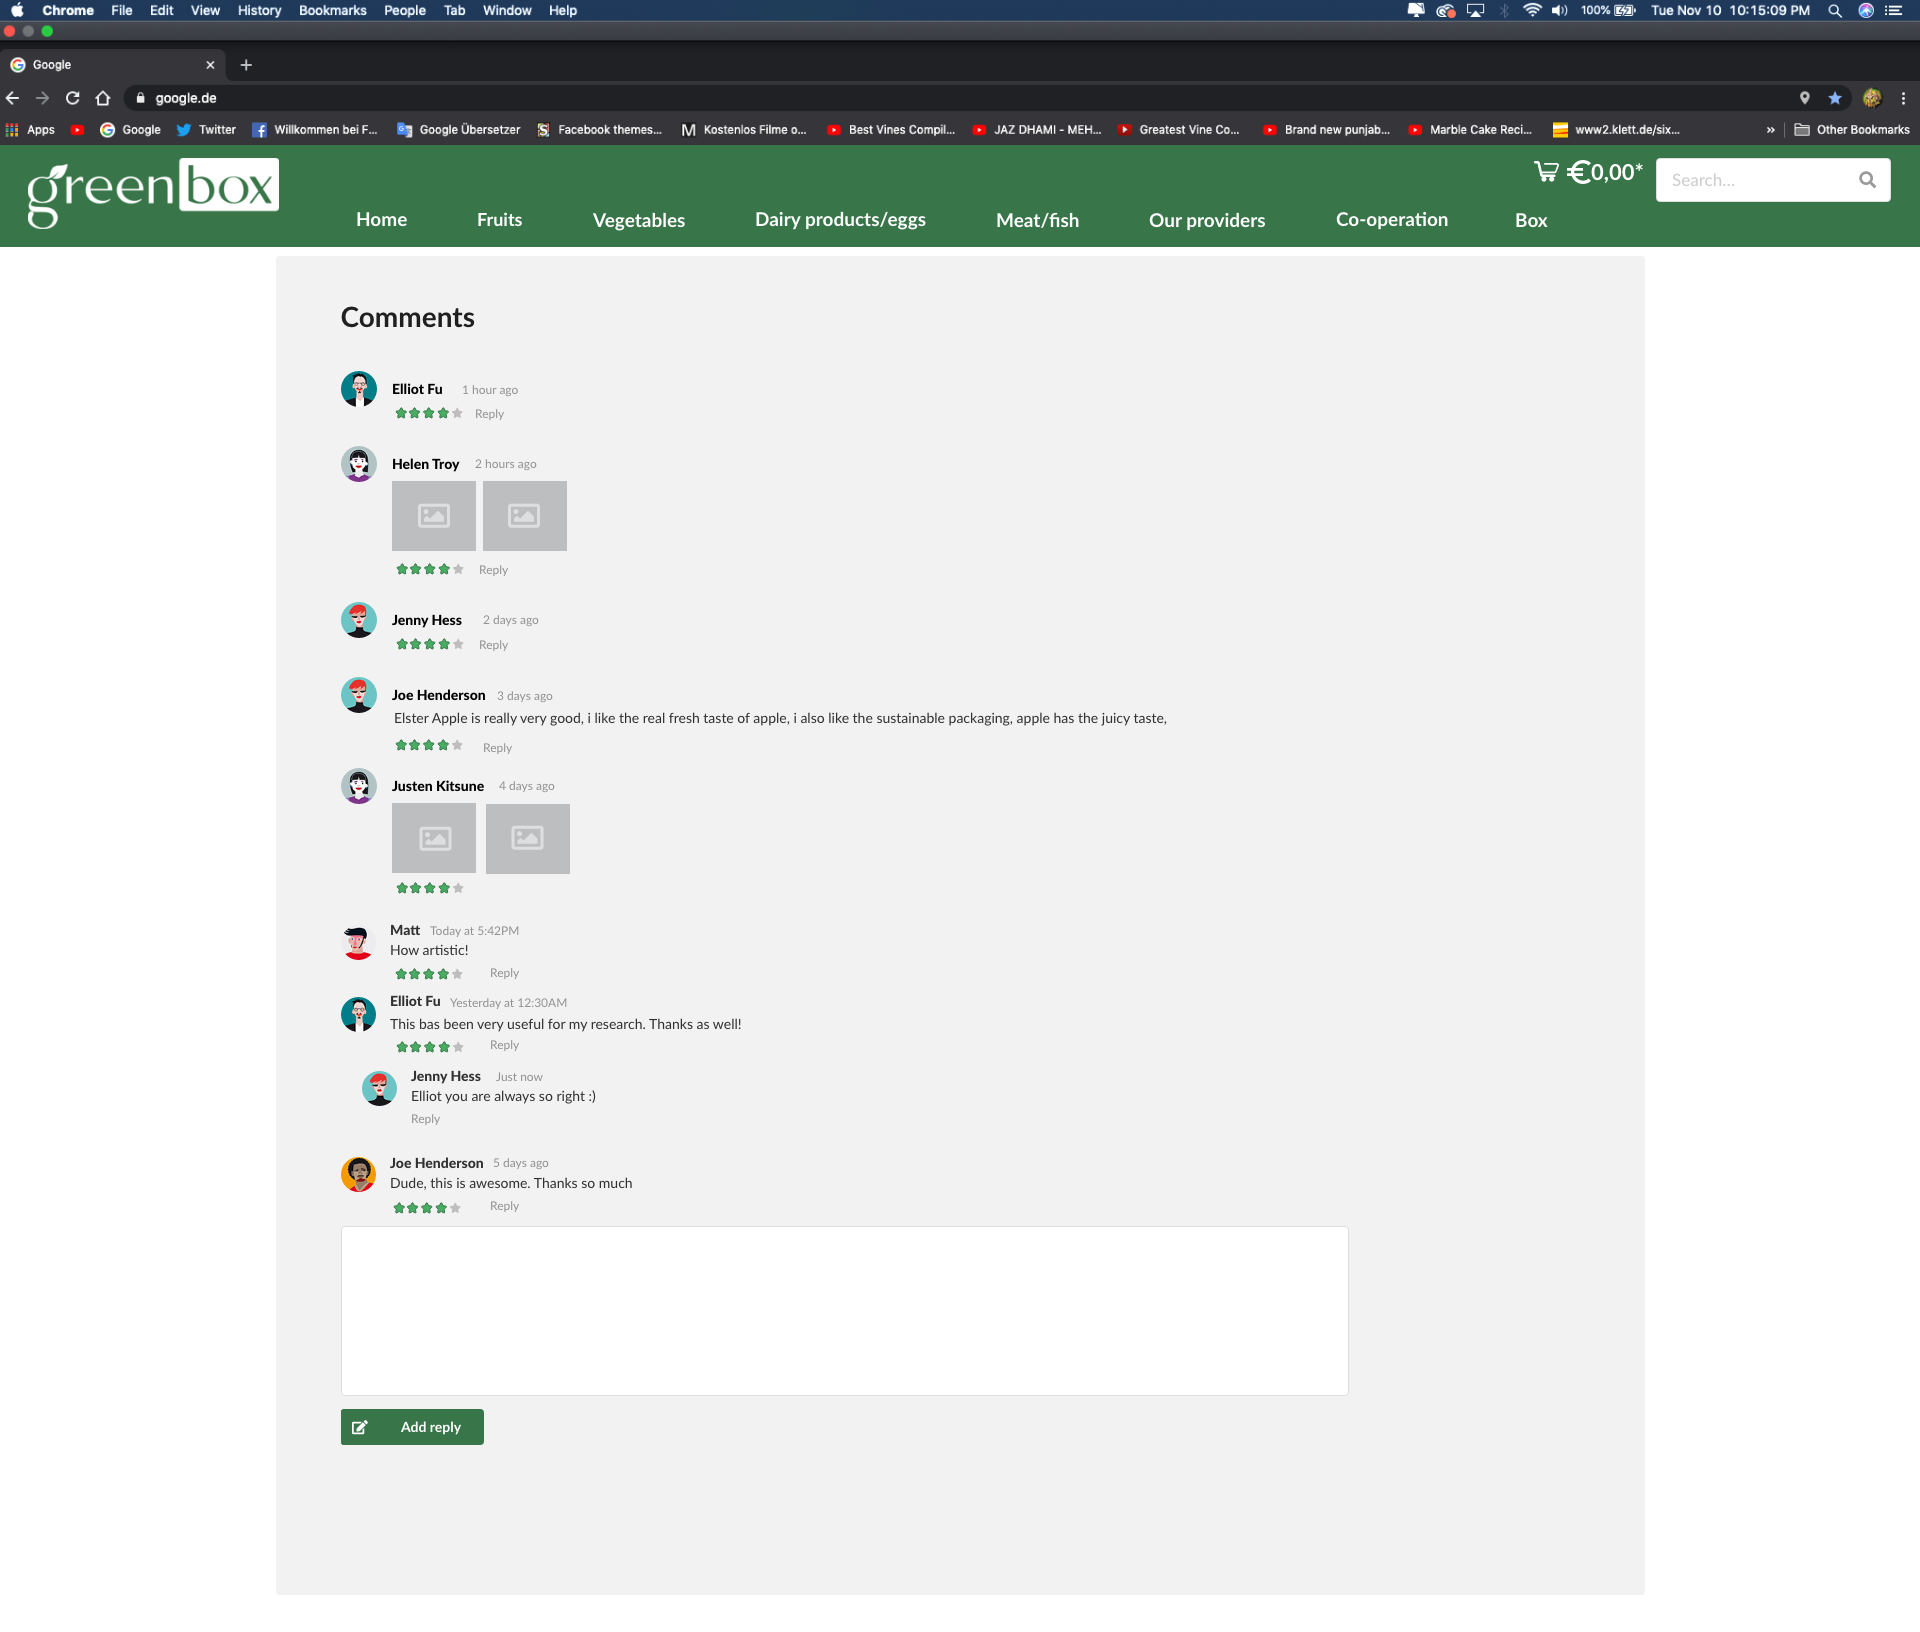 Chrome File Edit View History Bookmarks People Tab Window Help 100% Tue Nov 10 10:15:09 PM
Google
google.de
Apps Google Twitter Willkommen bei F... Google Übersetzer Facebook themes... Kostenlos Filme o... Best Vines Compil... JAZ DHAMI - MEH... Greatest Vine Co... Brand new punjab... Marble Cake Reci... www2.klett.de/six... » Other Bookmarks
greenbox
€0,00*
Search...
Home Fruits Vegetables Dairy products/eggs Meat/fish Our providers Co-operation Box
Comments
Elliot Fu 1 hour ago
Reply
Helen Troy 2 hours ago
Reply
Jenny Hess 2 days ago
Reply
Joe Henderson 3 days ago
Elster Apple is really very good, i like the real fresh taste of apple, i also like the sustainable packaging, apple has the juicy taste,
Reply
Justen Kitsune 4 days ago
Matt Today at 5:42PM
How artistic!
Reply
Elliot Fu Yesterday at 12:30AM
This bas been very useful for my research. Thanks as well!
Reply
Jenny Hess Just now
Elliot you are always so right :)
Reply
Joe Henderson 5 days ago
Dude, this is awesome. Thanks so much
Reply
Add reply